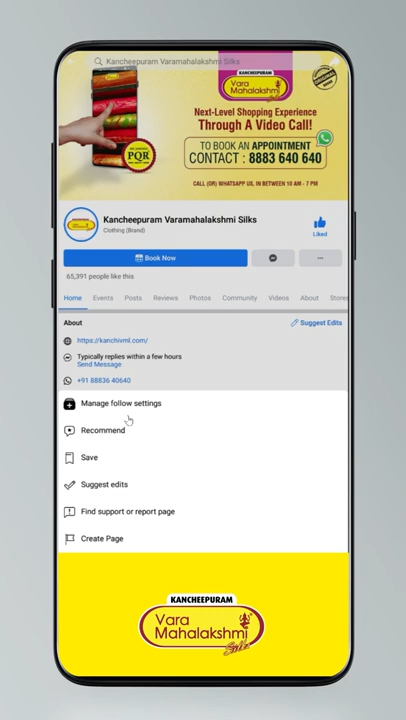 Kancheepuram Varamahalakshmi Silks
KANCHEEPURAM
Vara
Mahalakshmi
Silks
ORIGINAL
Next-Level Shopping Experience
Through A Video Call!
TO BOOK AN APPOINTMENT
CONTACT : 8883 640 640
PQR
CALL (OR) WHATSAPP US, IN BETWEEN 10 AM - 7 PM
Kancheepuram Varamahalakshmi Silks
Clothing (Brand)
Liked
Book Now
65,391 people like this
Home Events Posts Reviews Photos Community Videos About Stores
About
Suggest Edits
https://kanchivml.com/
Typically replies within a few hours
Send Message
+91 88836 40640
Manage follow settings
Recommend
Save
Suggest edits
Find support or report page
Create Page
KANCHEEPURAM
Vara
Mahalakshmi
Silks